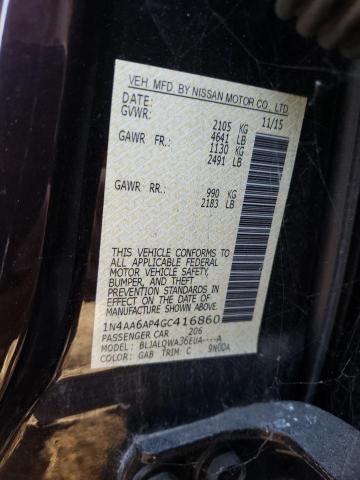 VEH. MFD. BY NISSAN MOTOR CO., LTD
DATE: 11/15
GVWR: 2105 KG
4641 LB
GAWR FR: 1130 KG
2491 LB
GAWR RR: 990 KG
2183 LB
THIS VEHICLE CONFORMS TO
ALL APPLICABLE FEDERAL
MOTOR VEHICLE SAFETY,
BUMPER, AND THEFT
PREVENTION STANDARDS IN
EFFECT ON THE DATE OF
MANUFACTURE SHOWN ABOVE.
1N4AA6AP4GC416860
PASSENGER CAR 206
MODEL: BLJALQWA36EUA----A
COLOR: GAB TRIM: C 9N0DA